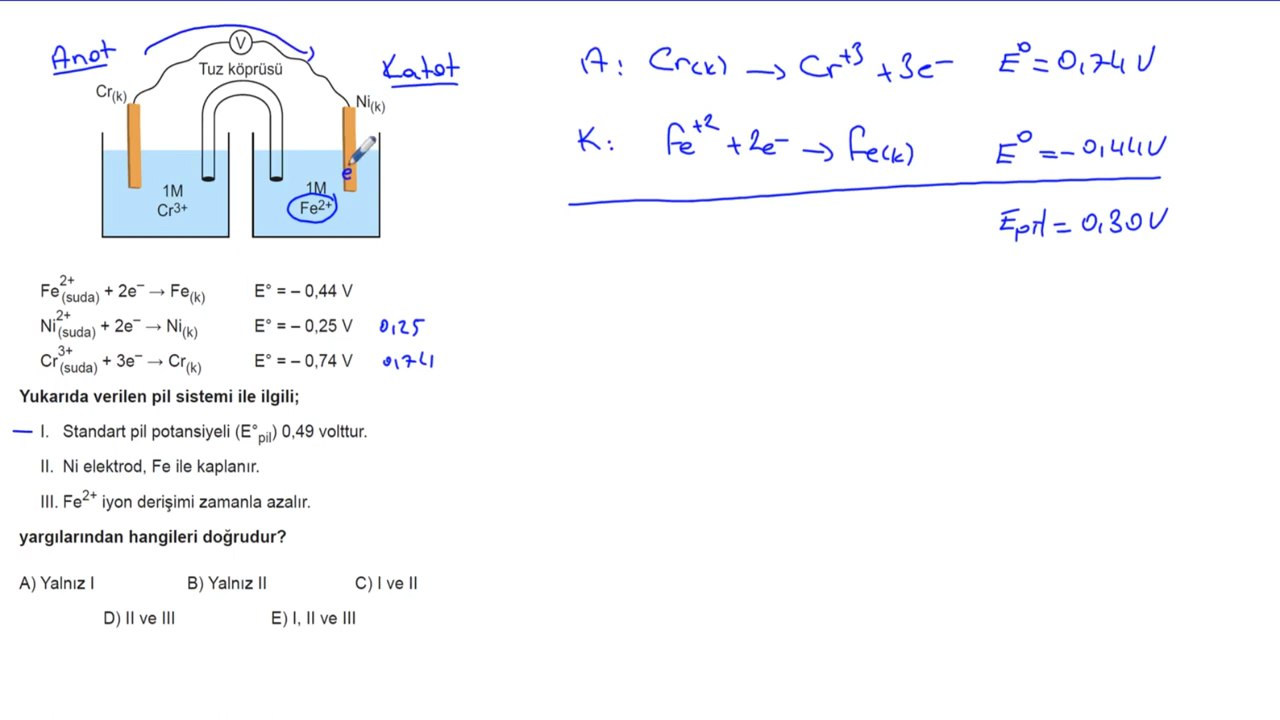 Anot
V
Katot
Tuz köprüsü
Cr(k)
Ni(k)
e
1M
Cr3+
1M
Fe2+
A: Cr(k) → Cr+3 + 3e- E° = 0,74 V
K: Fe+2 + 2e- → Fe(k) E° = -0,44 V
Epil = 0,30 V
Fe2+(suda) + 2e− → Fe(k) E° = – 0,44 V
Ni2+(suda) + 2e− → Ni(k) E° = – 0,25 V 0,25
Cr3+(suda) + 3e− → Cr(k) E° = – 0,74 V 0,74
Yukarıda verilen pil sistemi ile ilgili;
I. Standart pil potansiyeli (E°pil) 0,49 volttur.
II. Ni elektrod, Fe ile kaplanır.
III. Fe2+ iyon derişimi zamanla azalır.
yargılarından hangileri doğrudur?
A) Yalnız I B) Yalnız II C) I ve II
D) II ve III E) I, II ve III